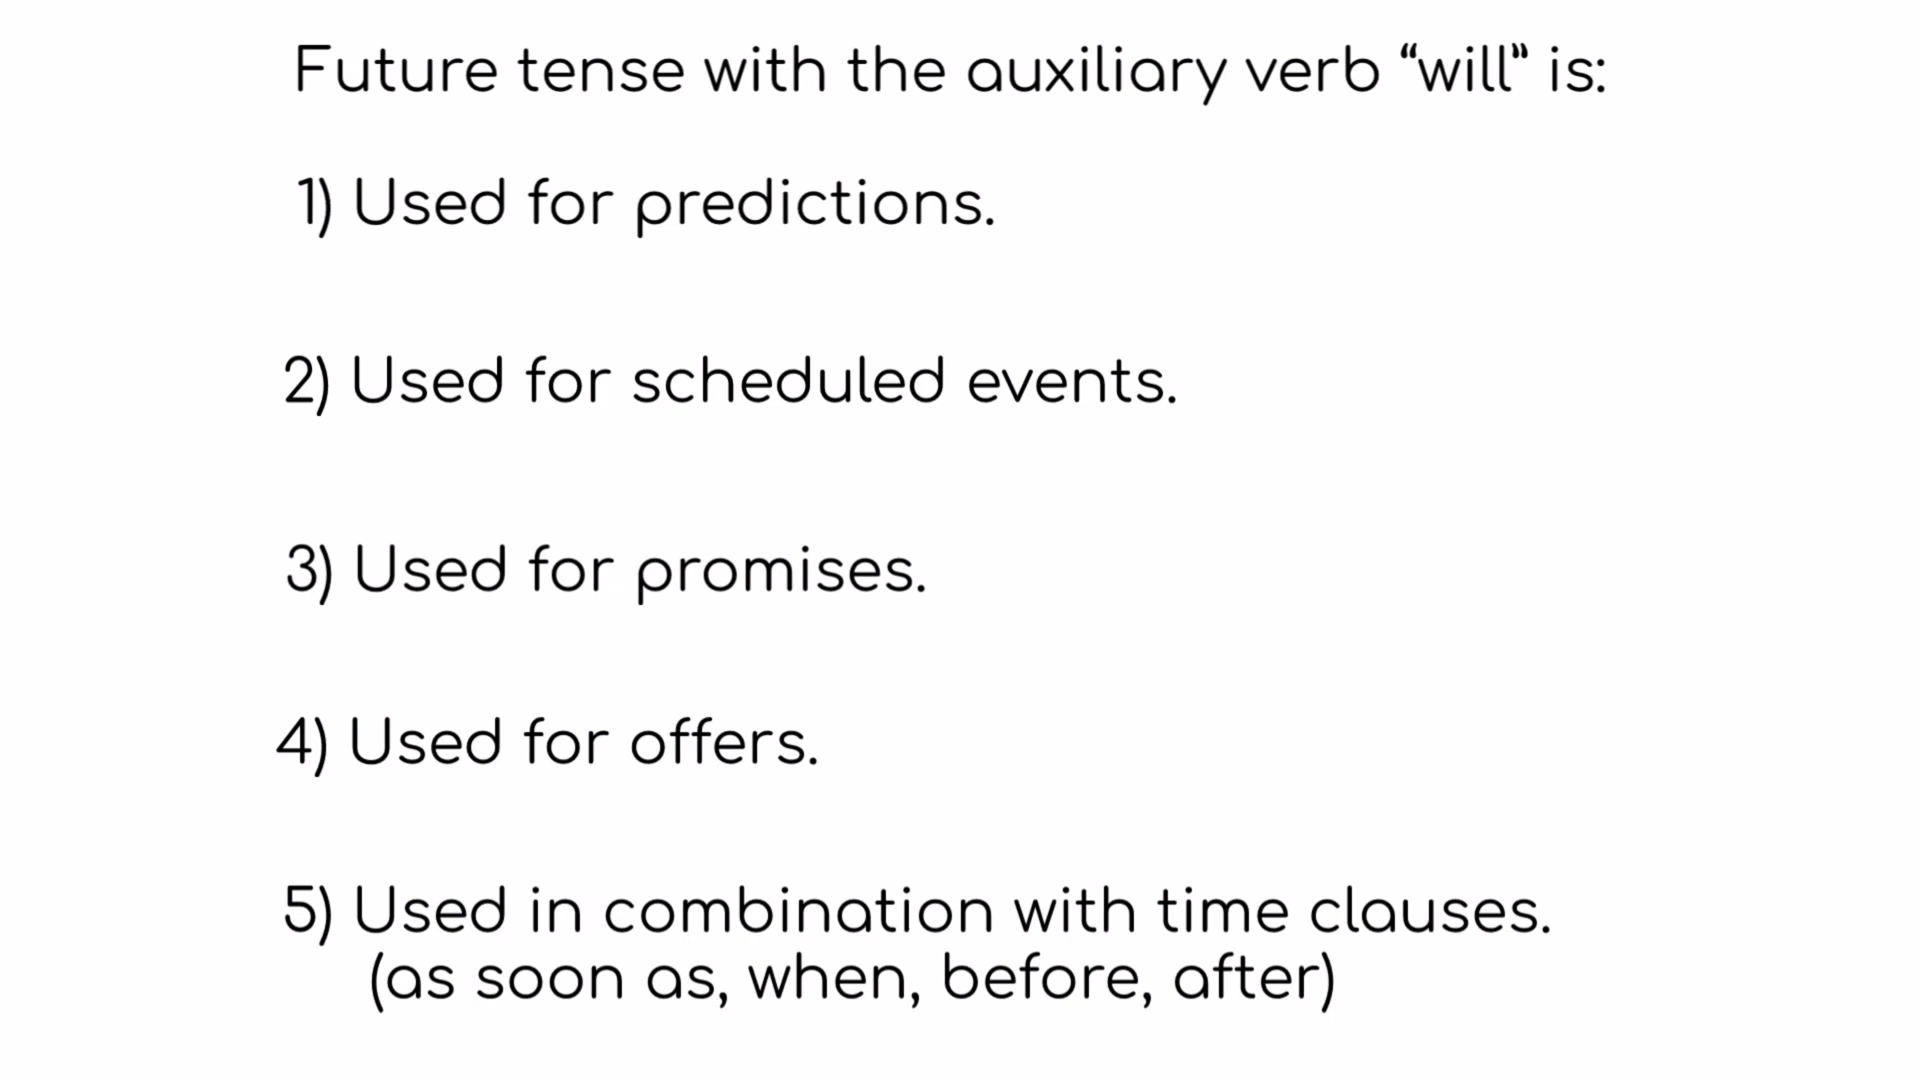 Future tense with the auxiliary verb “will” is:
1) Used for predictions.
2) Used for scheduled events.
3) Used for promises.
4) Used for offers.
5) Used in combination with time clauses.
(as soon as, when, before, after)